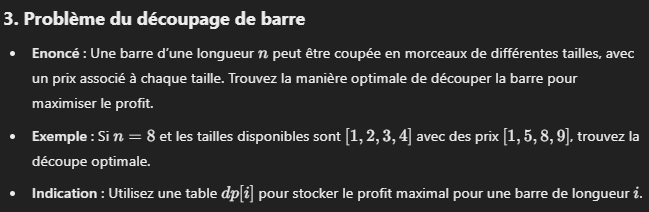 3. Problème du découpage de barre
• Enoncé : Une barre d'une longueur n peut être coupée en morceaux de différentes tailles, avec
un prix associé à chaque taille. Trouvez la manière optimale de découper la barre pour
maximiser le profit.
• Exemple : Si n = 8 et les tailles disponibles sont [1, 2, 3, 4] avec des prix [1, 5, 8, 9], trouvez la
découpe optimale.
• Indication : Utilisez une table dp[i] pour stocker le profit maximal pour une barre de longueur i.